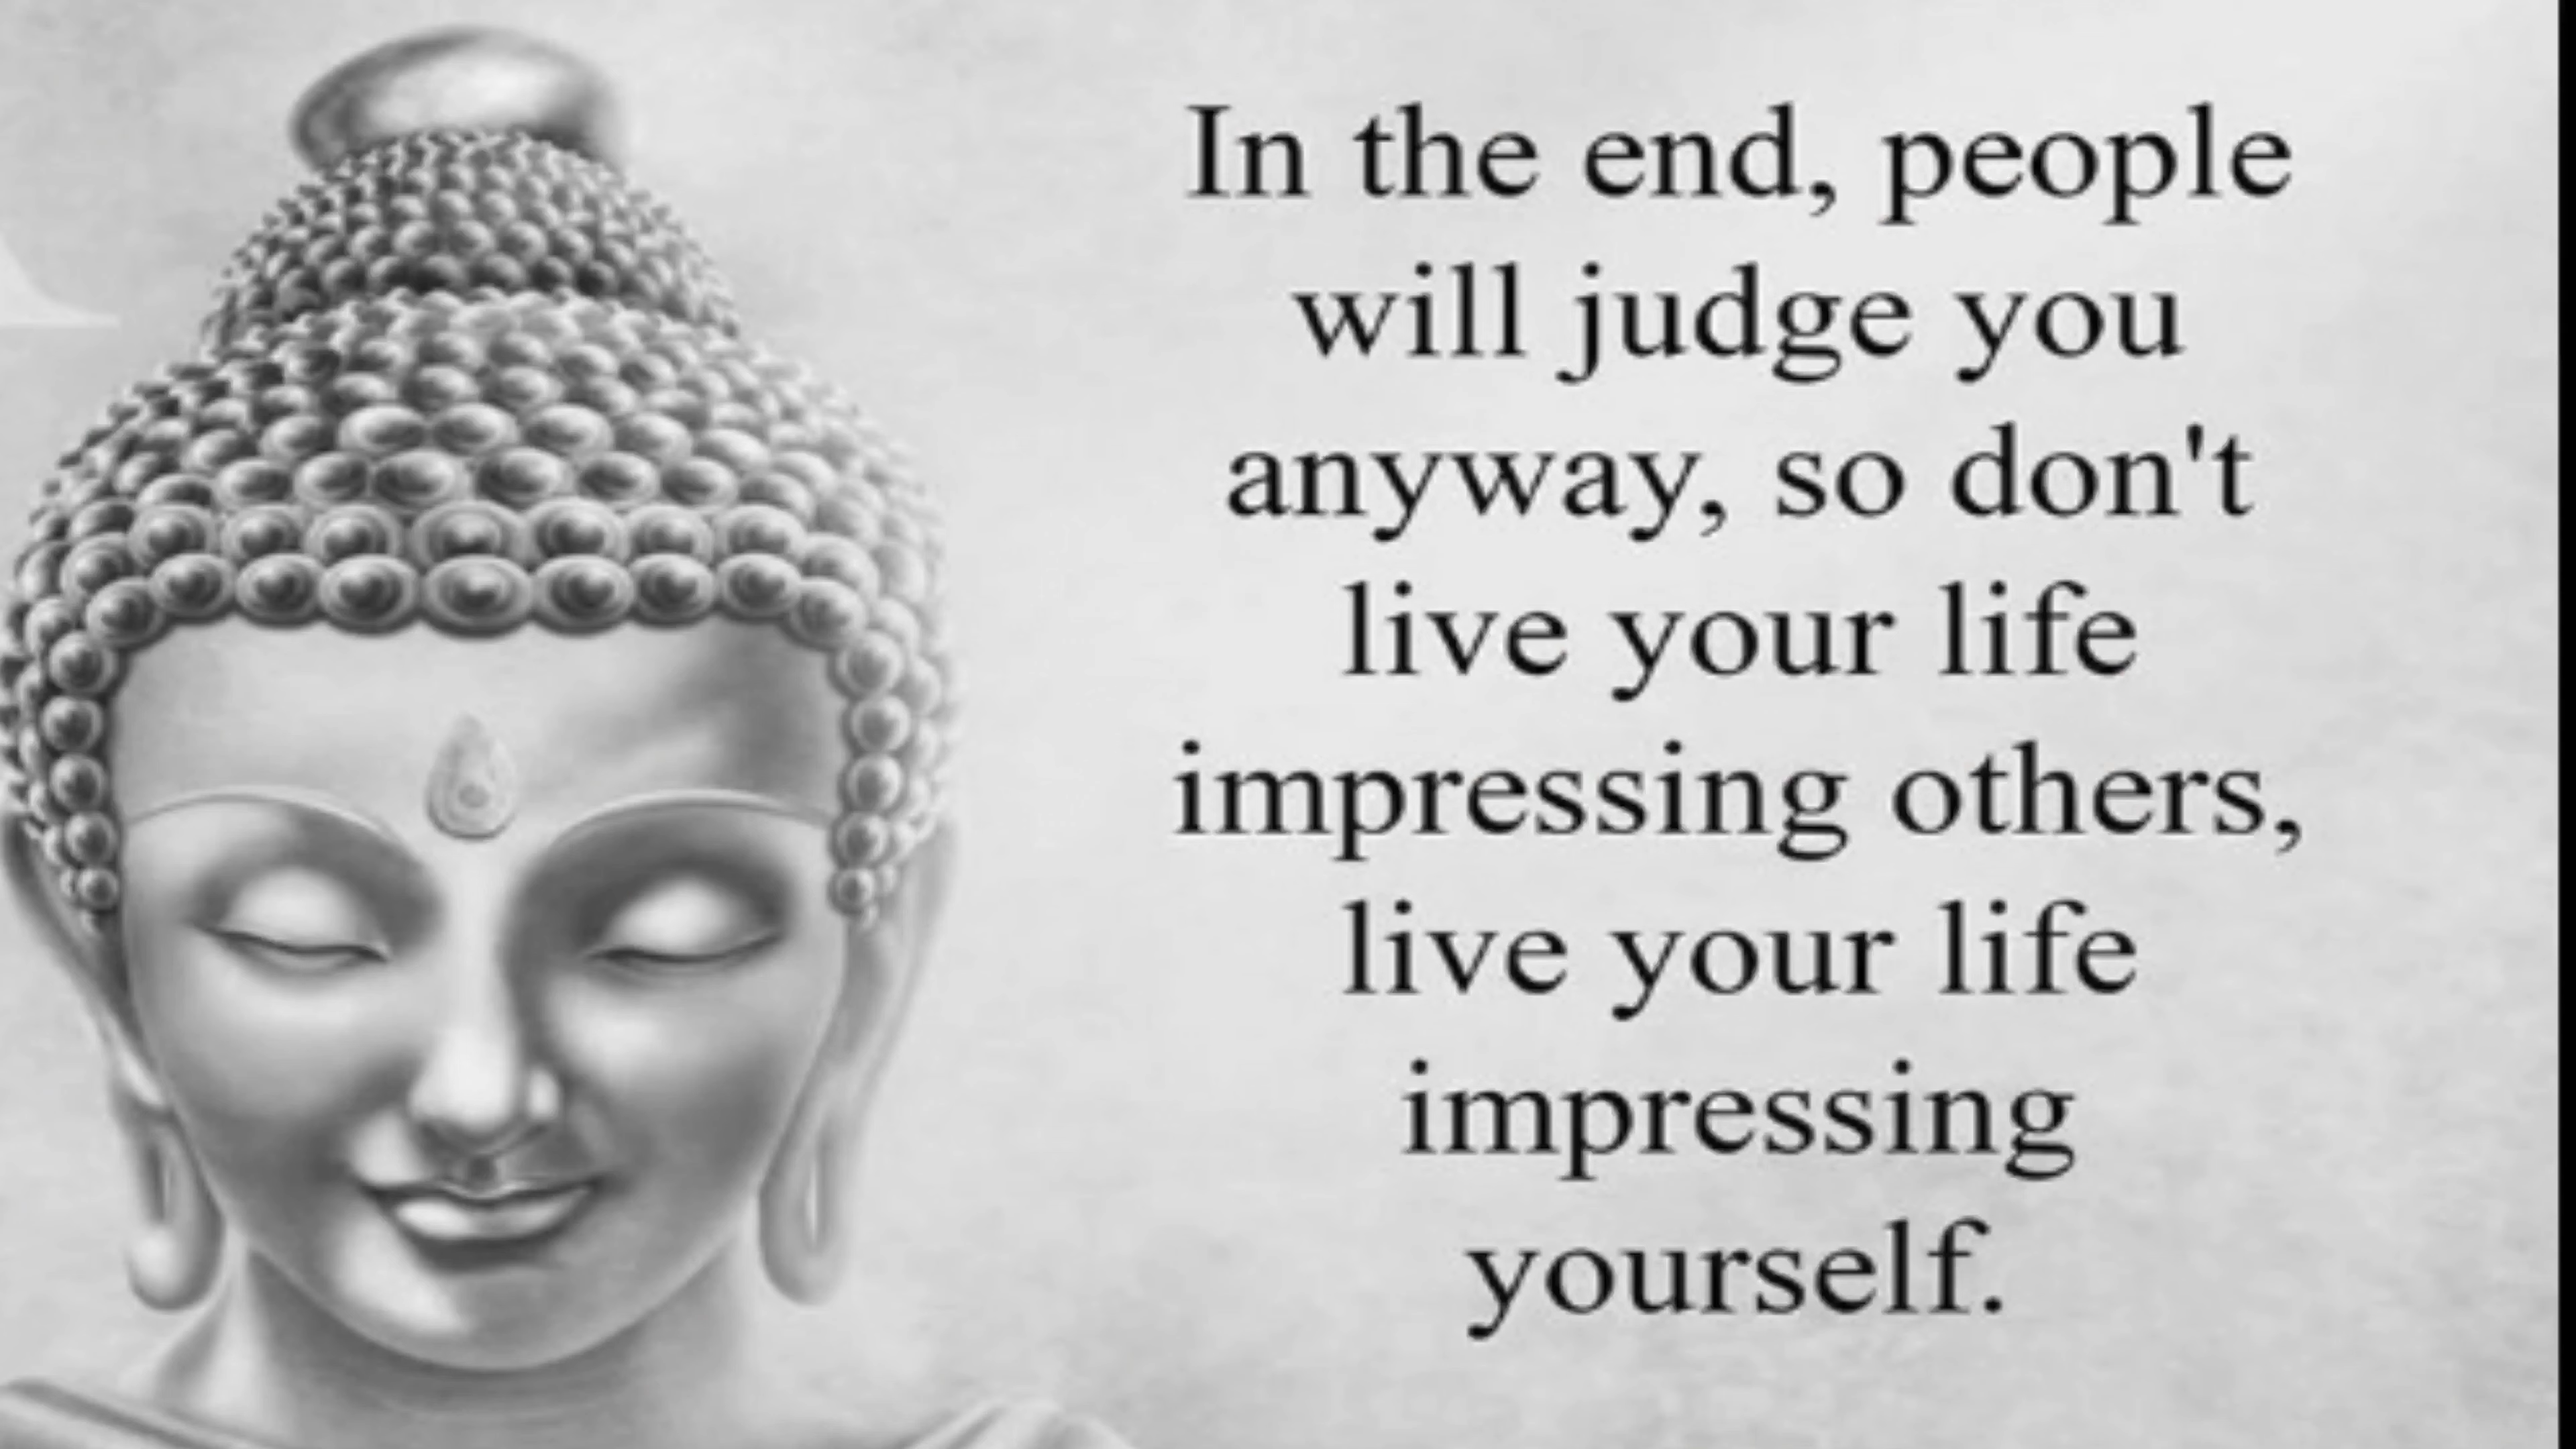 In the end, people
will judge you
anyway, so don't
live your life
impressing others,
live your life
impressing
yourself.